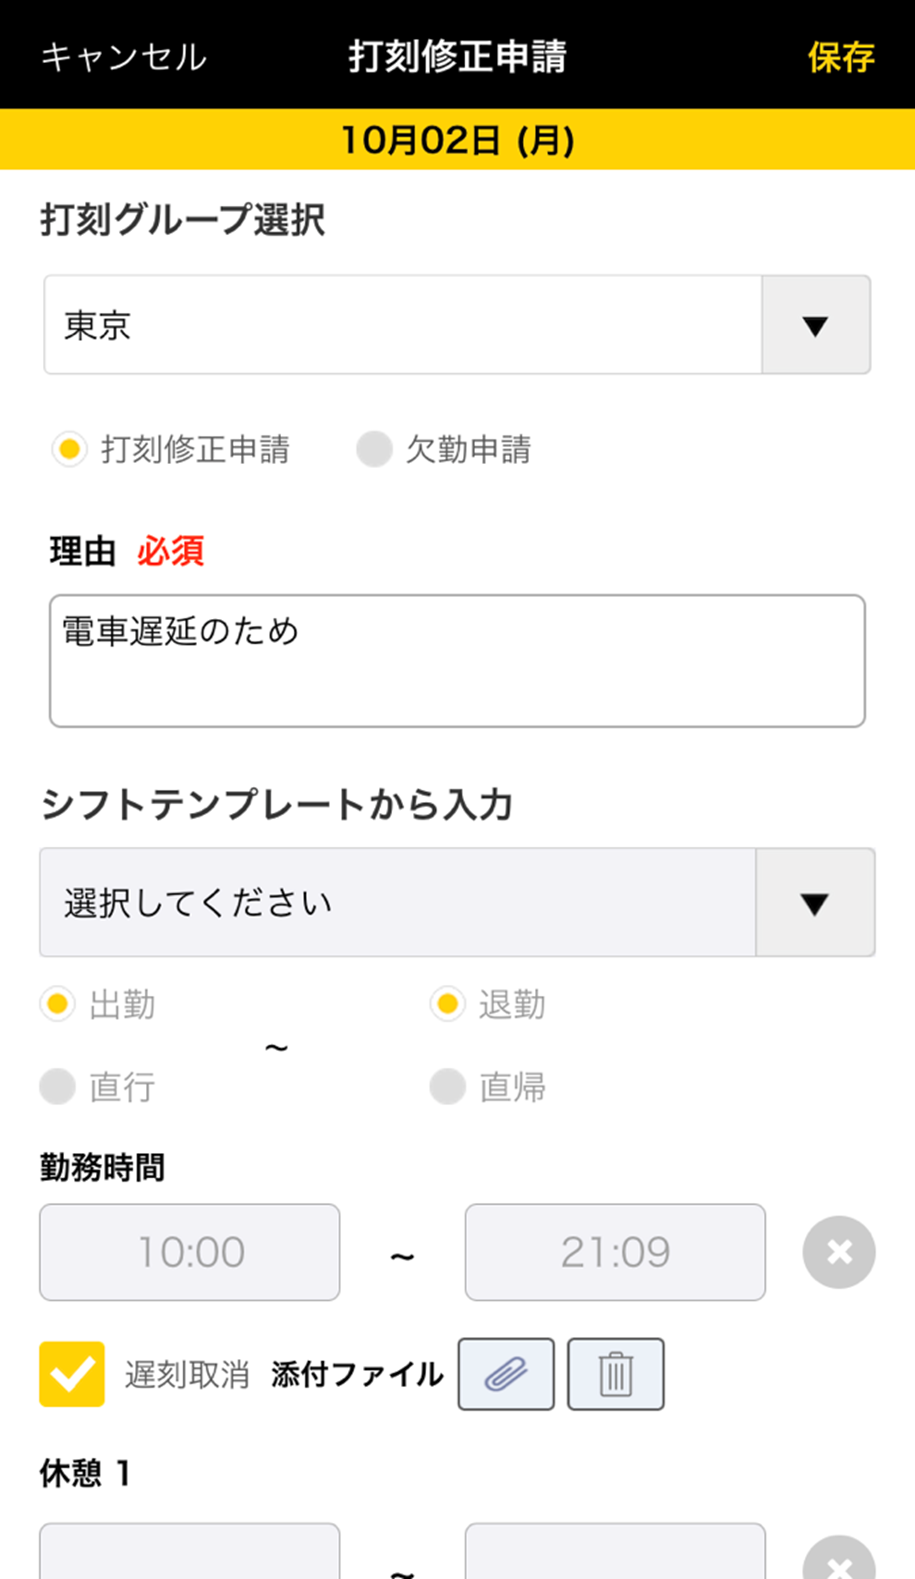 キャンセル 打刻修正申請 保存
10月02日 (月)
打刻グループ選択
東京 ▼
打刻修正申請 欠勤申請
理由 必須
電車遅延のため
シフトテンプレートから入力
選択してください ▼
出勤 退勤
~
直行 直帰
勤務時間
10:00 ~ 21:09
遅刻取消 添付ファイル
休憩 1
~